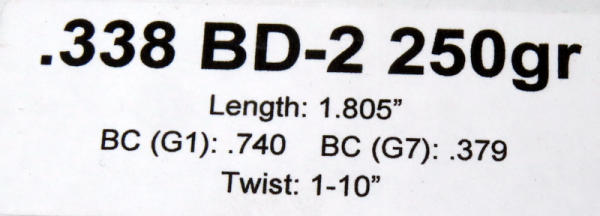 .338 BD-2 250gr
Length: 1.805”
BC (G1): .740 BC (G7): .379
Twist: 1-10”